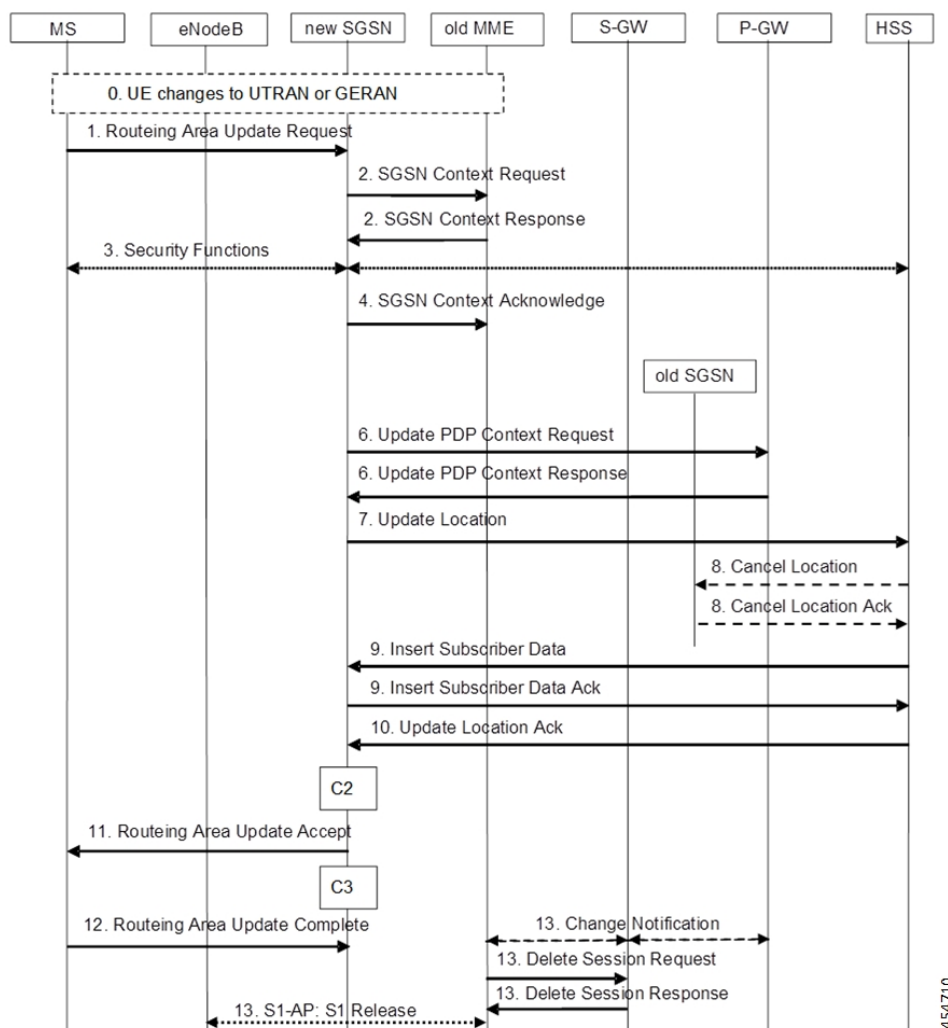 MS
eNodeB
new SGSN
old MME
S-GW
P-GW
HSS
0. UE changes to UTRAN or GERAN
1. Routeing Area Update Request
2. SGSN Context Request
2. SGSN Context Response
3. Security Functions
4. SGSN Context Acknowledge
old SGSN
6. Update PDP Context Request
6. Update PDP Context Response
7. Update Location
8. Cancel Location
8. Cancel Location Ack
9. Insert Subscriber Data
9. Insert Subscriber Data Ack
10. Update Location Ack
C2
11. Routeing Area Update Accept
C3
12. Routeing Area Update Complete
13. Change Notification
13. Delete Session Request
13. Delete Session Response
13. S1-AP: S1 Release
454710